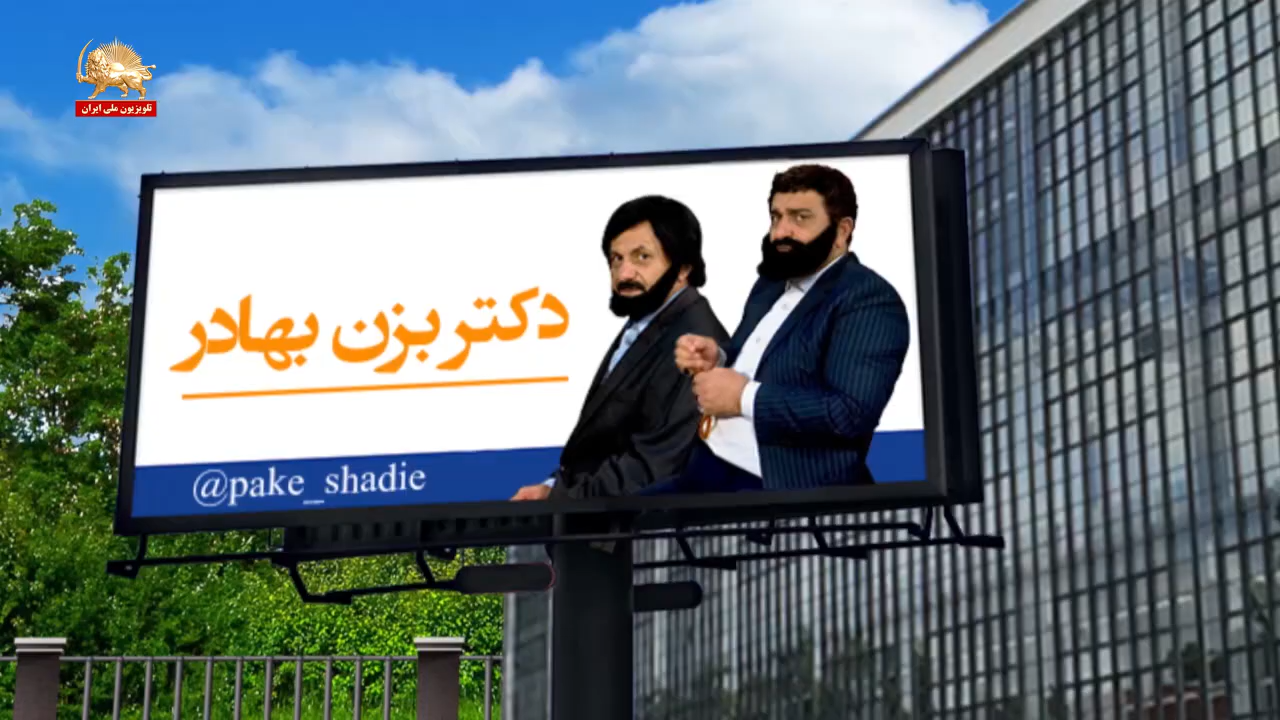 تلویزیون ملی ایران
دکتر بزن بهادر
@pake_shadie